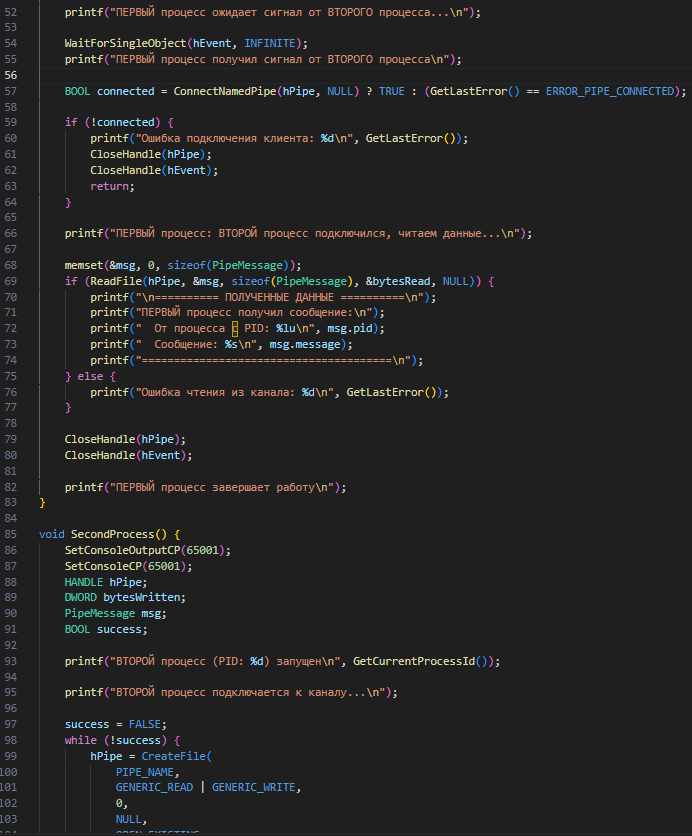 52 printf("ПЕРВЫЙ процесс ожидает сигнал от ВТОРОГО процесса...\n");
53
54 WaitForSingleObject(hEvent, INFINITE);
55 printf("ПЕРВЫЙ процесс получил сигнал от ВТОРОГО процесса\n");
56
57 BOOL connected = ConnectNamedPipe(hPipe, NULL) ? TRUE : (GetLastError() == ERROR_PIPE_CONNECTED);
58
59 if (!connected) {
60 printf("Ошибка подключения клиента: %d\n", GetLastError());
61 CloseHandle(hPipe);
62 CloseHandle(hEvent);
63 return;
64 }
65
66 printf("ПЕРВЫЙ процесс: ВТОРОЙ процесс подключился, читаем данные...\n");
67
68 memset(&msg, 0, sizeof(PipeMessage));
69 if (ReadFile(hPipe, &msg, sizeof(PipeMessage), &bytesRead, NULL)) {
70 printf("\n========== ПОЛУЧЕННЫЕ ДАННЫЕ ==========\n");
71 printf("ПЕРВЫЙ процесс получил сообщение:\n");
72 printf("  От процесса с PID: %lu\n", msg.pid);
73 printf("  Сообщение: %s\n", msg.message);
74 printf("=======================================\n");
75 } else {
76 printf("Ошибка чтения из канала: %d\n", GetLastError());
77 }
78
79 CloseHandle(hPipe);
80 CloseHandle(hEvent);
81
82 printf("ПЕРВЫЙ процесс завершает работу\n");
83 }
84
85 void SecondProcess() {
86 SetConsoleOutputCP(65001);
87 SetConsoleCP(65001);
88 HANDLE hPipe;
89 DWORD bytesWritten;
90 PipeMessage msg;
91 BOOL success;
92
93 printf("ВТОРОЙ процесс (PID: %d) запущен\n", GetCurrentProcessId());
94
95 printf("ВТОРОЙ процесс подключается к каналу...\n");
96
97 success = FALSE;
98 while (!success) {
99 hPipe = CreateFile(
100 PIPE_NAME,
101 GENERIC_READ | GENERIC_WRITE,
102 0,
103 NULL,
104 OPEN_EXISTING